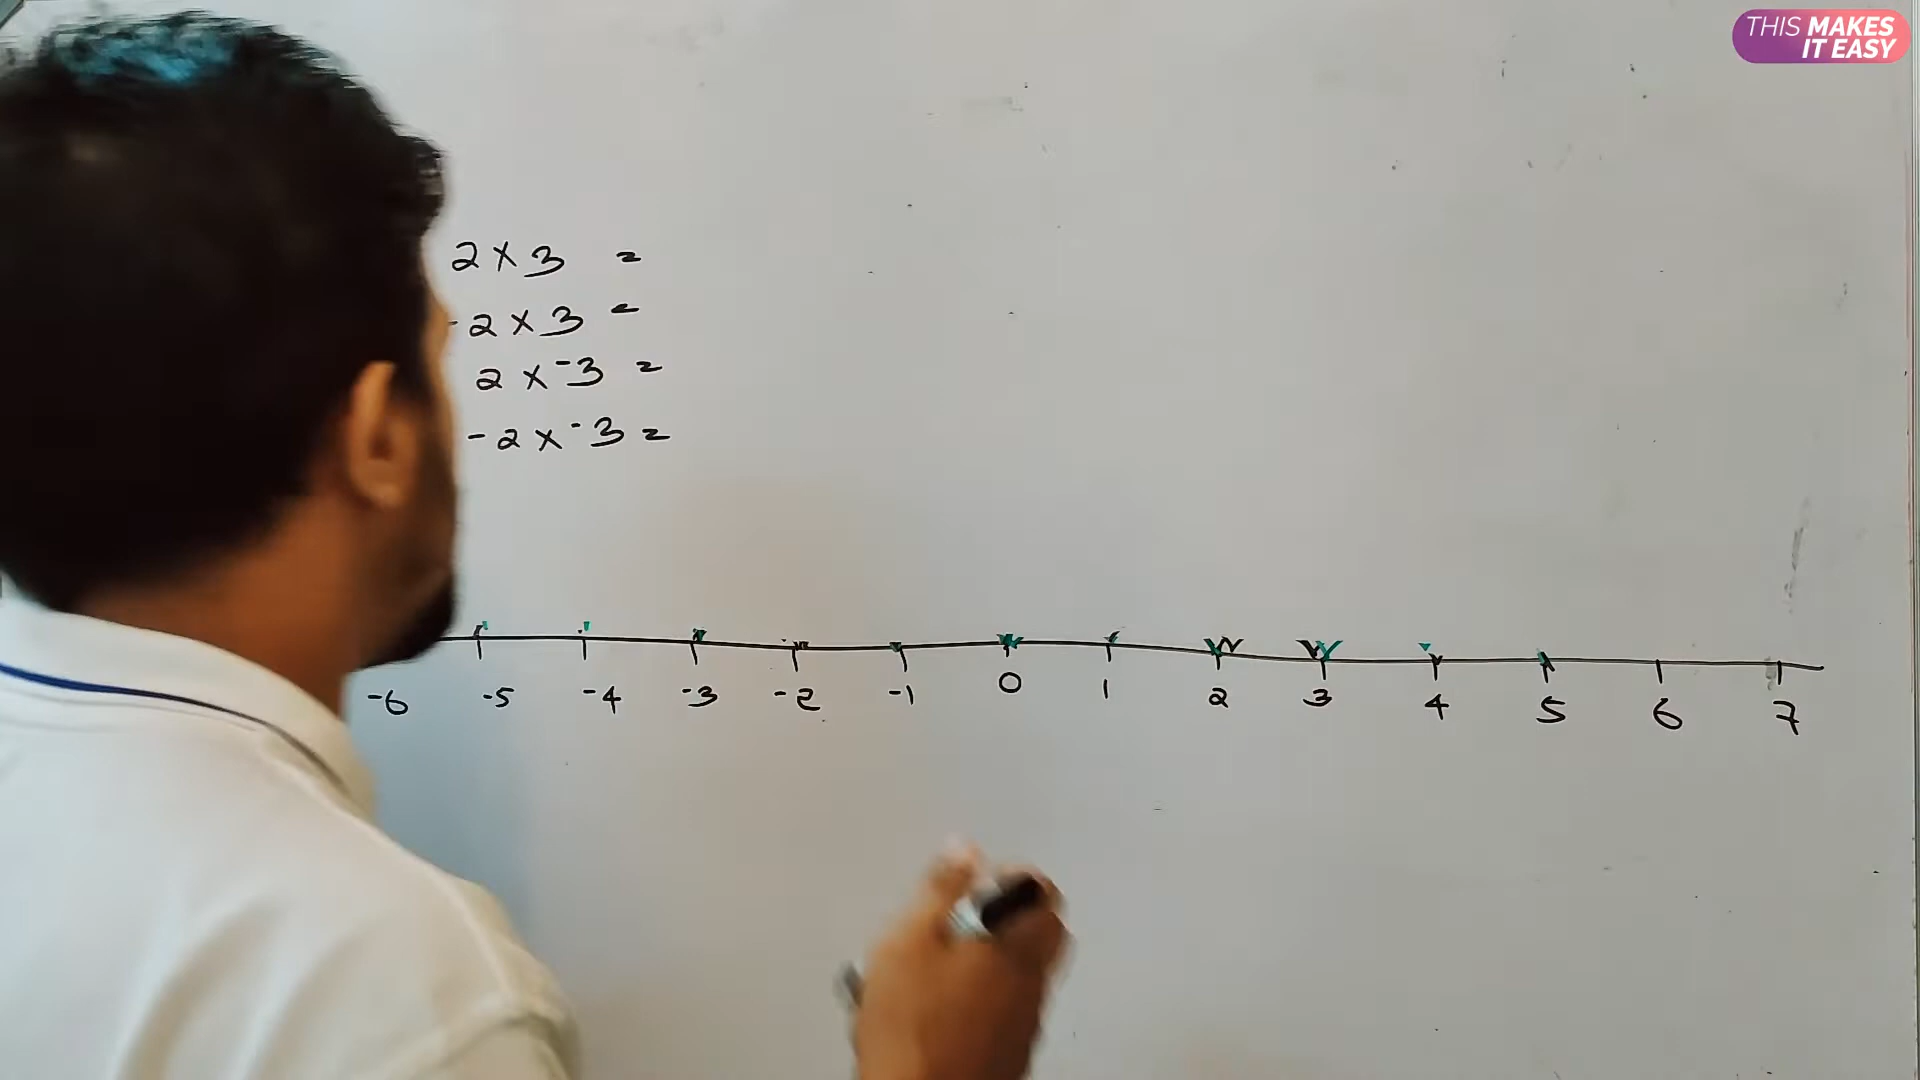 THIS MAKES
IT EASY
2 × 3 =
-2 × 3 =
2 × -3 =
-2 × -3 =
-6 -5 -4 -3 -2 -1 0 1 2 3 4 5 6 7